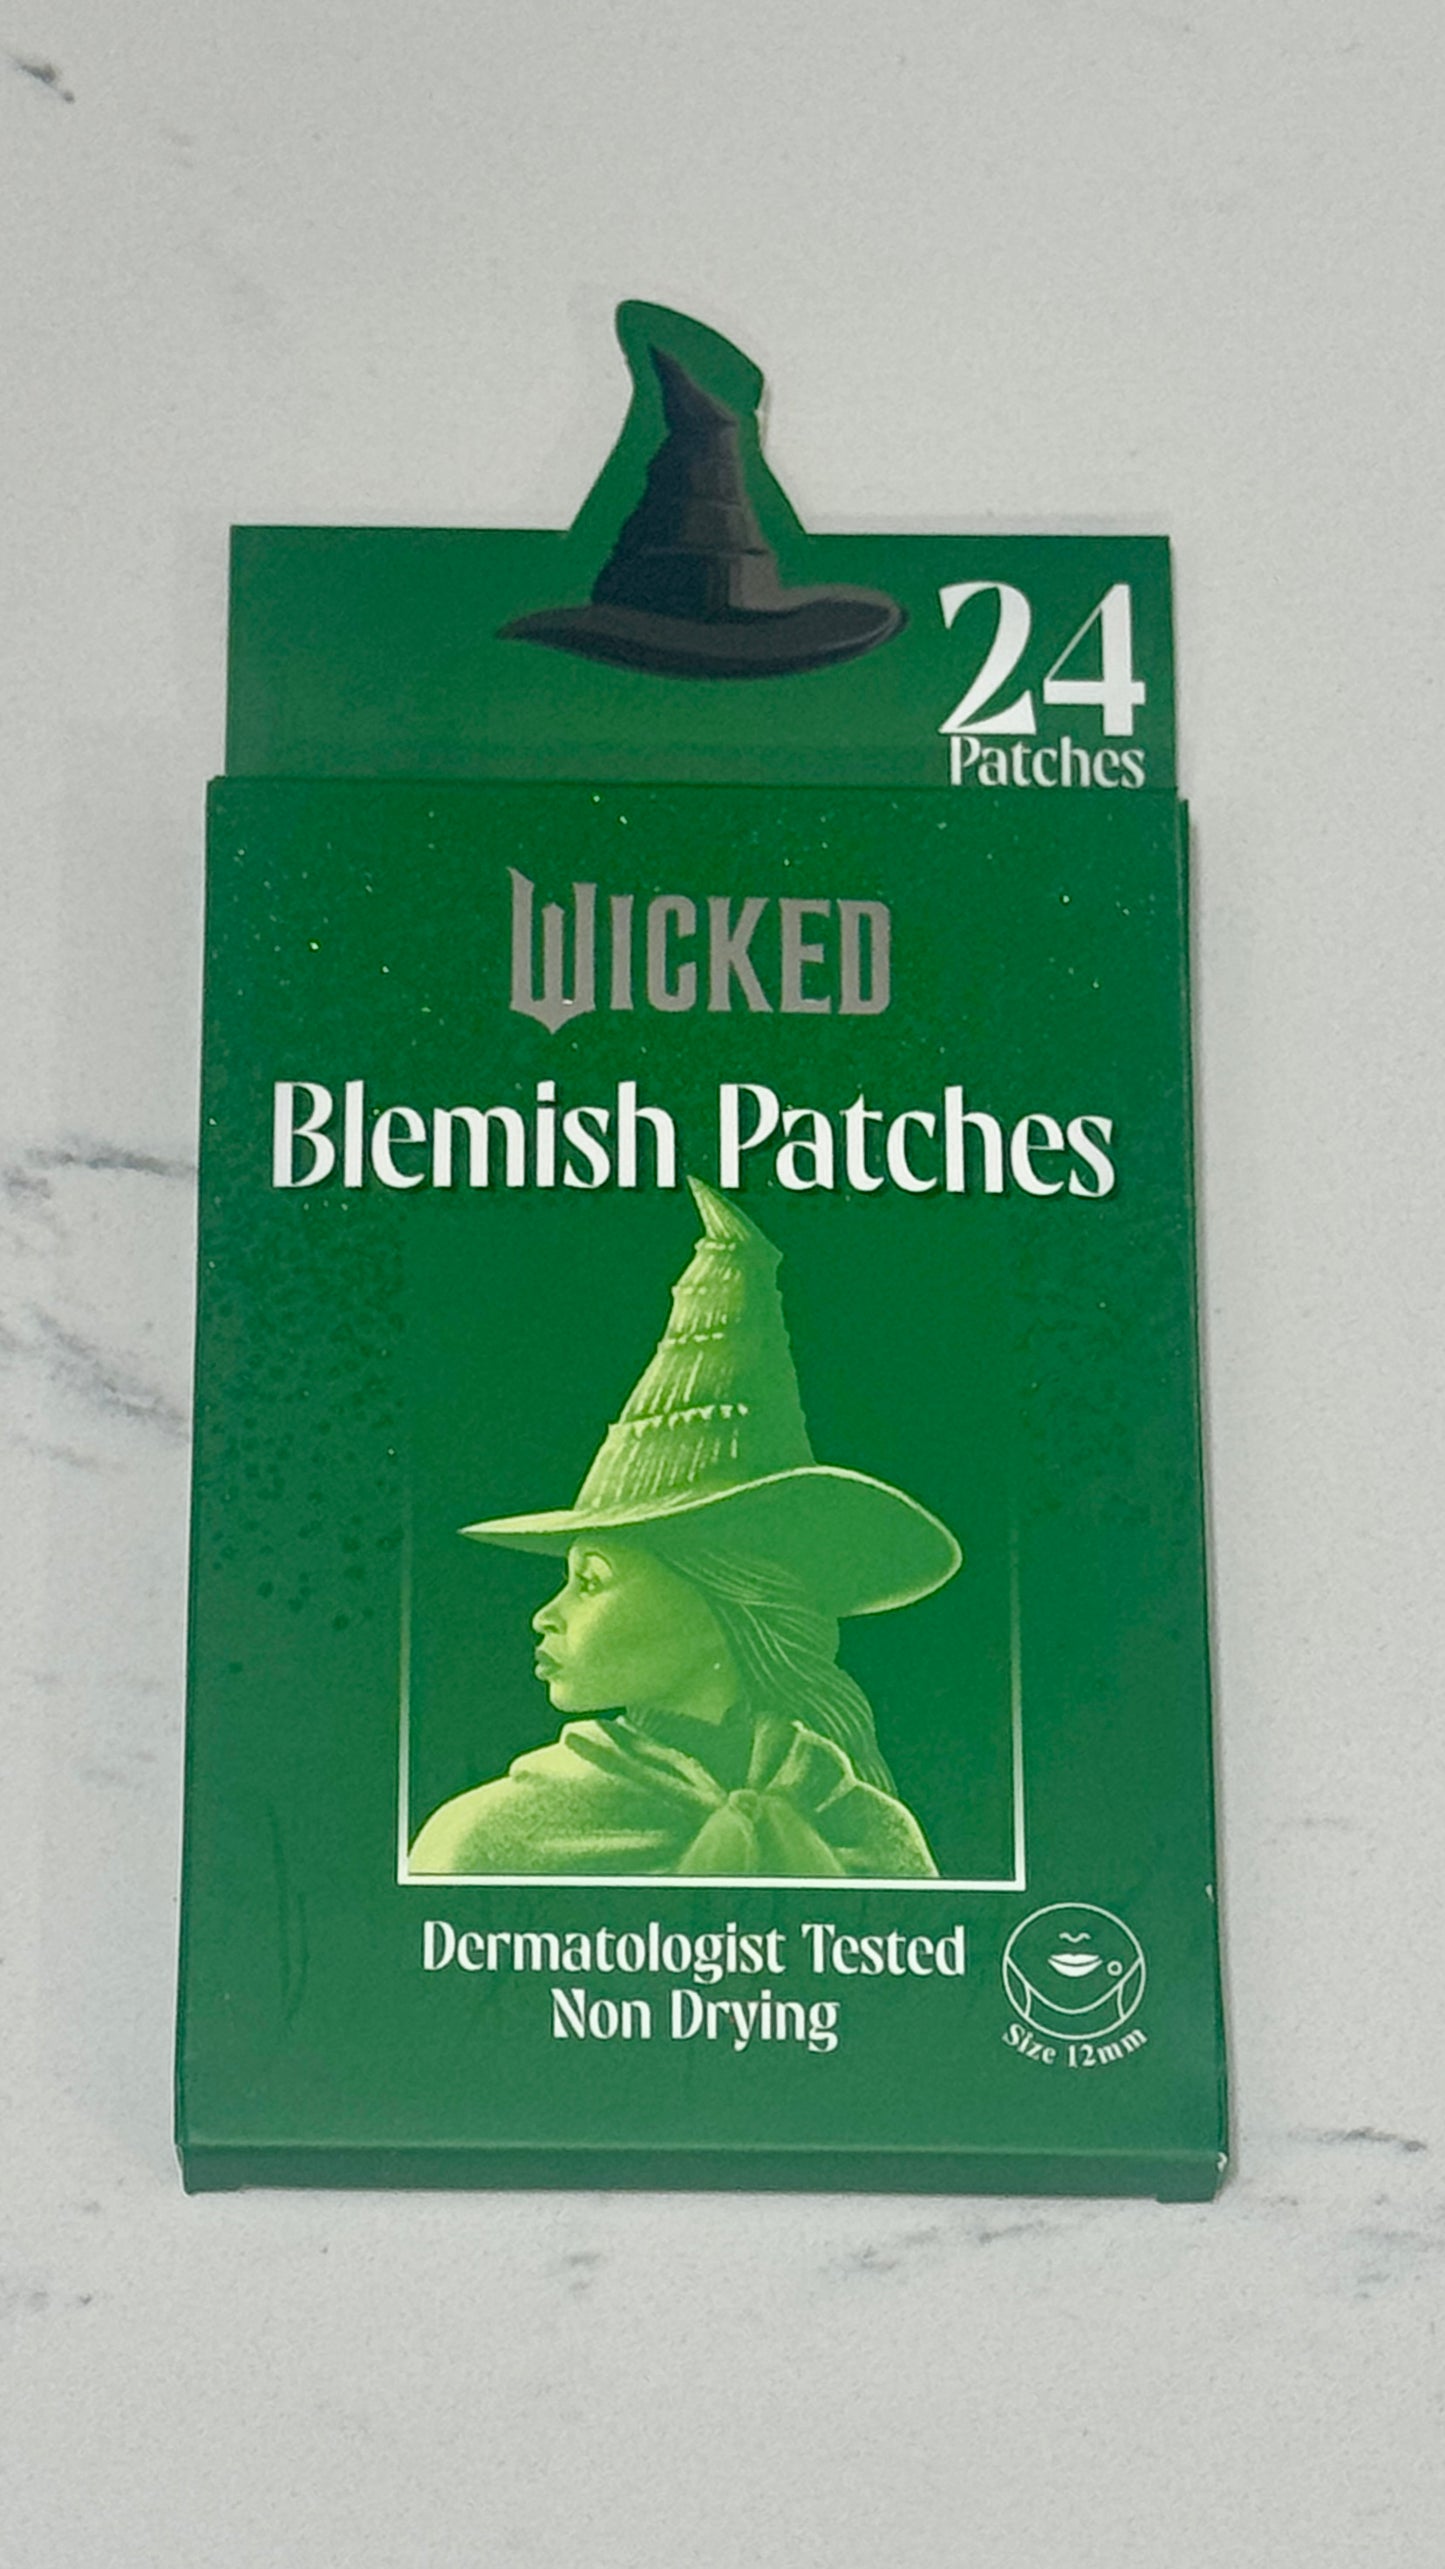 24
Patches
WICKED
Blemish Patches
Dermatologist Tested
Non Drying
Size 12mm